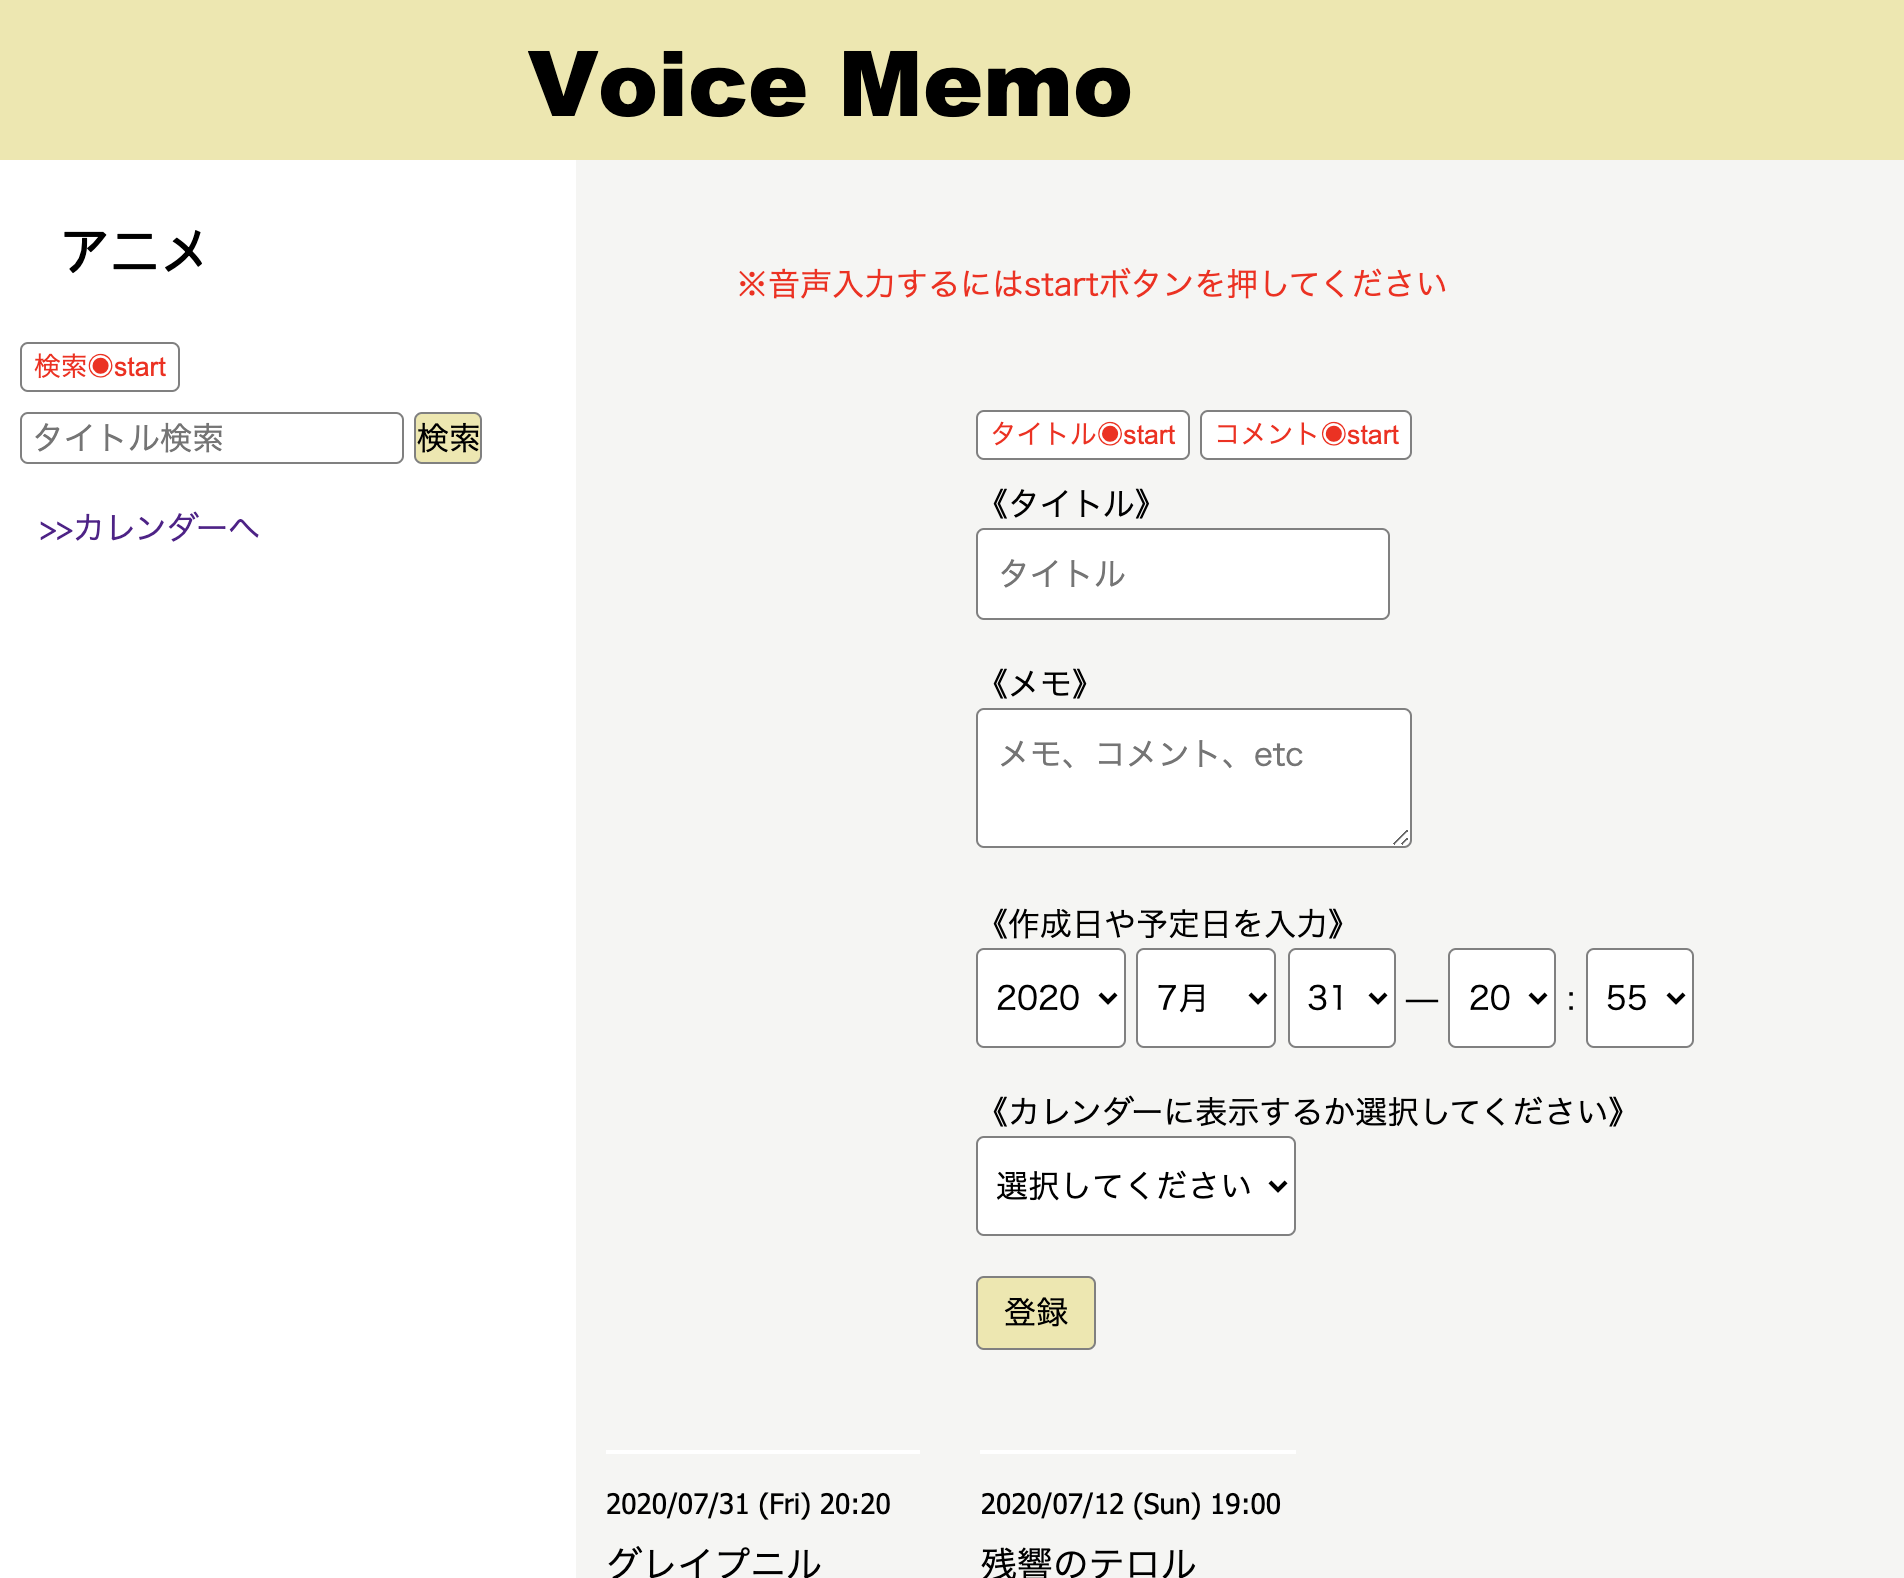 Voice Memo
アニメ
検索◉start
タイトル検索 検索
>>カレンダーへ
※音声入力するにはstartボタンを押してください
タイトル◉start コメント◉start
《タイトル》
タイトル
《メモ》
メモ、コメント、etc
《作成日や予定日を入力》
2020 7月 31 — 20 : 55
《カレンダーに表示するか選択してください》
選択してください
登録
2020/07/31 (Fri) 20:20
グレイプニル
2020/07/12 (Sun) 19:00
残響のテロル